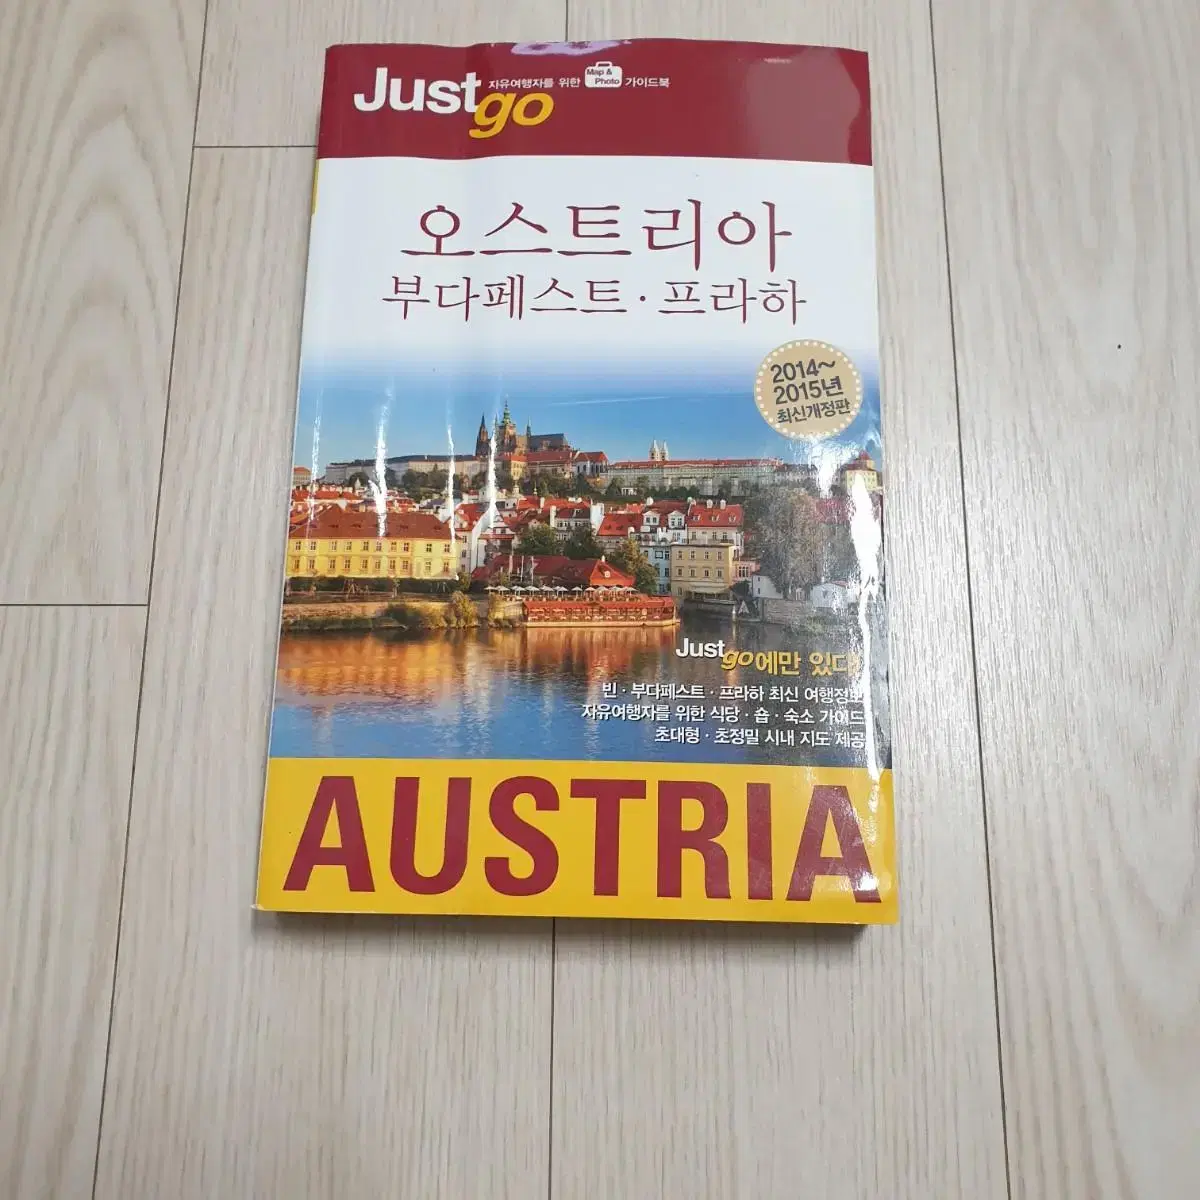 Just go 자유여행자를 위한 Map & Photo 가이드북
오스트리아
부다페스트 · 프라하
2014~
2015년
최신개정판
Just go에만 있다!
빈 · 부다페스트 · 프라하 최신 여행정보
자유여행자를 위한 식당 · 숍 · 숙소 가이드
초대형 · 초정밀 시내 지도 제공
AUSTRIA